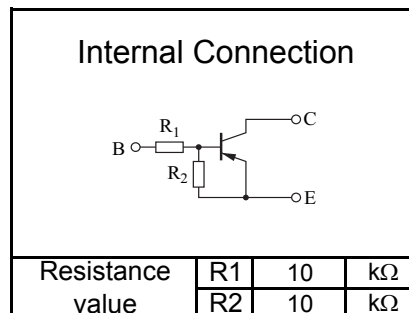 Internal Connection
C
R1
B
R2
E
Resistance value R1 10 kΩ
R2 10 kΩ